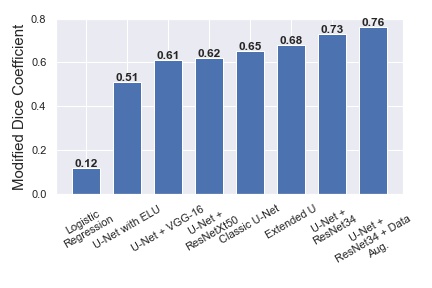 Modified Dice Coefficient
0.8
0.6
0.4
0.2
0.0
0.12
0.51
0.61
0.62
0.65
0.68
0.73
0.76
Logistic
Regression
U-Net with ELU
U-Net + VGG-16
U-Net +
ResNetXt50
Classic U-Net
Extended U
U-Net +
ResNet34
U-Net +
ResNet34 + Data
Aug.